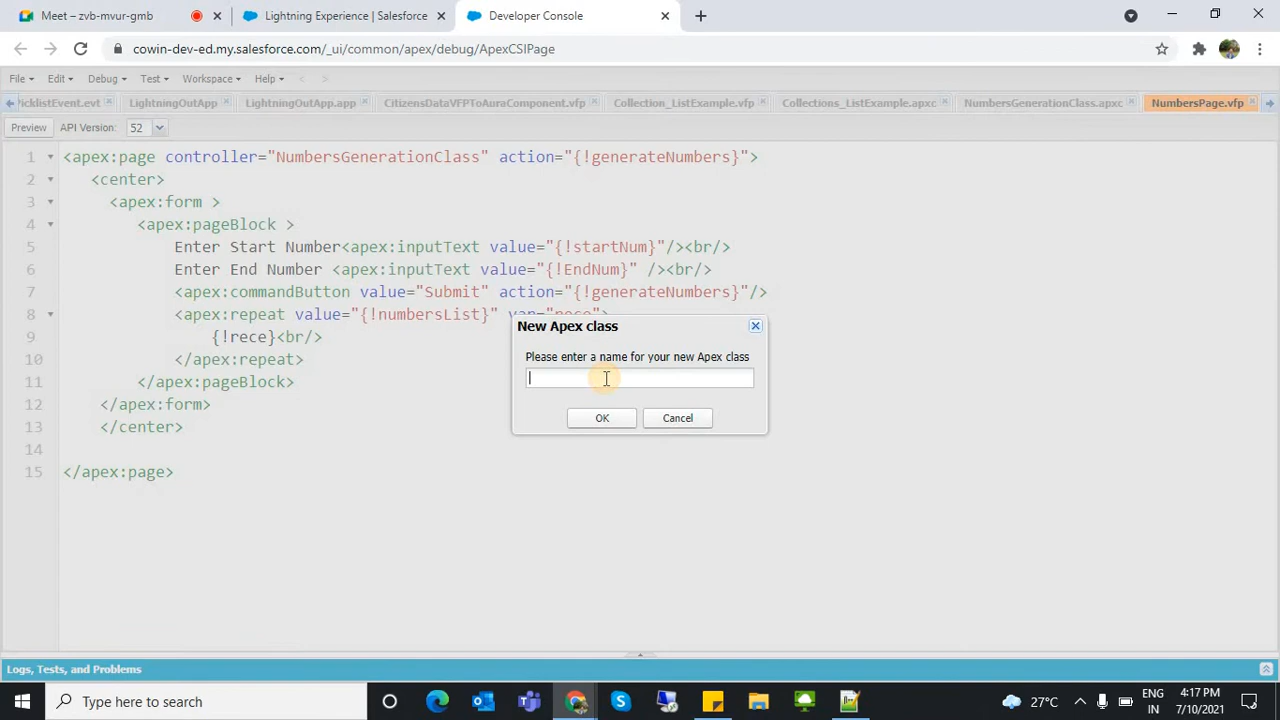 Meet – zvb-mvur-gmb
Lightning Experience | Salesforce
Developer Console
cowin-dev-ed.my.salesforce.com/_ui/common/apex/debug/ApexCSIPage
File Edit Debug Test Workspace Help < >
PicklistEvent.evt LightningOutApp LightningOutApp.app CitizensDataVFPToAuraComponent.vfp Collection_ListExample.vfp Collections_ListExample.apxc NumbersGenerationClass.apxc NumbersPage.vfp
Preview API Version: 52
1 <apex:page controller="NumbersGenerationClass" action="{!generateNumbers}">
2 <center>
3 <apex:form >
4 <apex:pageBlock >
5 Enter Start Number<apex:inputText value="{!startNum}"/><br/>
6 Enter End Number <apex:inputText value="{!EndNum}" /><br/>
7 <apex:commandButton value="Submit" action="{!generateNumbers}"/>
8 <apex:repeat value="{!numbersList}" var="rece">
9 {!rece}<br/>
10 </apex:repeat>
11 </apex:pageBlock>
12 </apex:form>
13 </center>
14
15 </apex:page>
New Apex class
Please enter a name for your new Apex class
OK Cancel
Logs, Tests, and Problems
Type here to search
27°C
ENG
IN
4:17 PM
7/10/2021